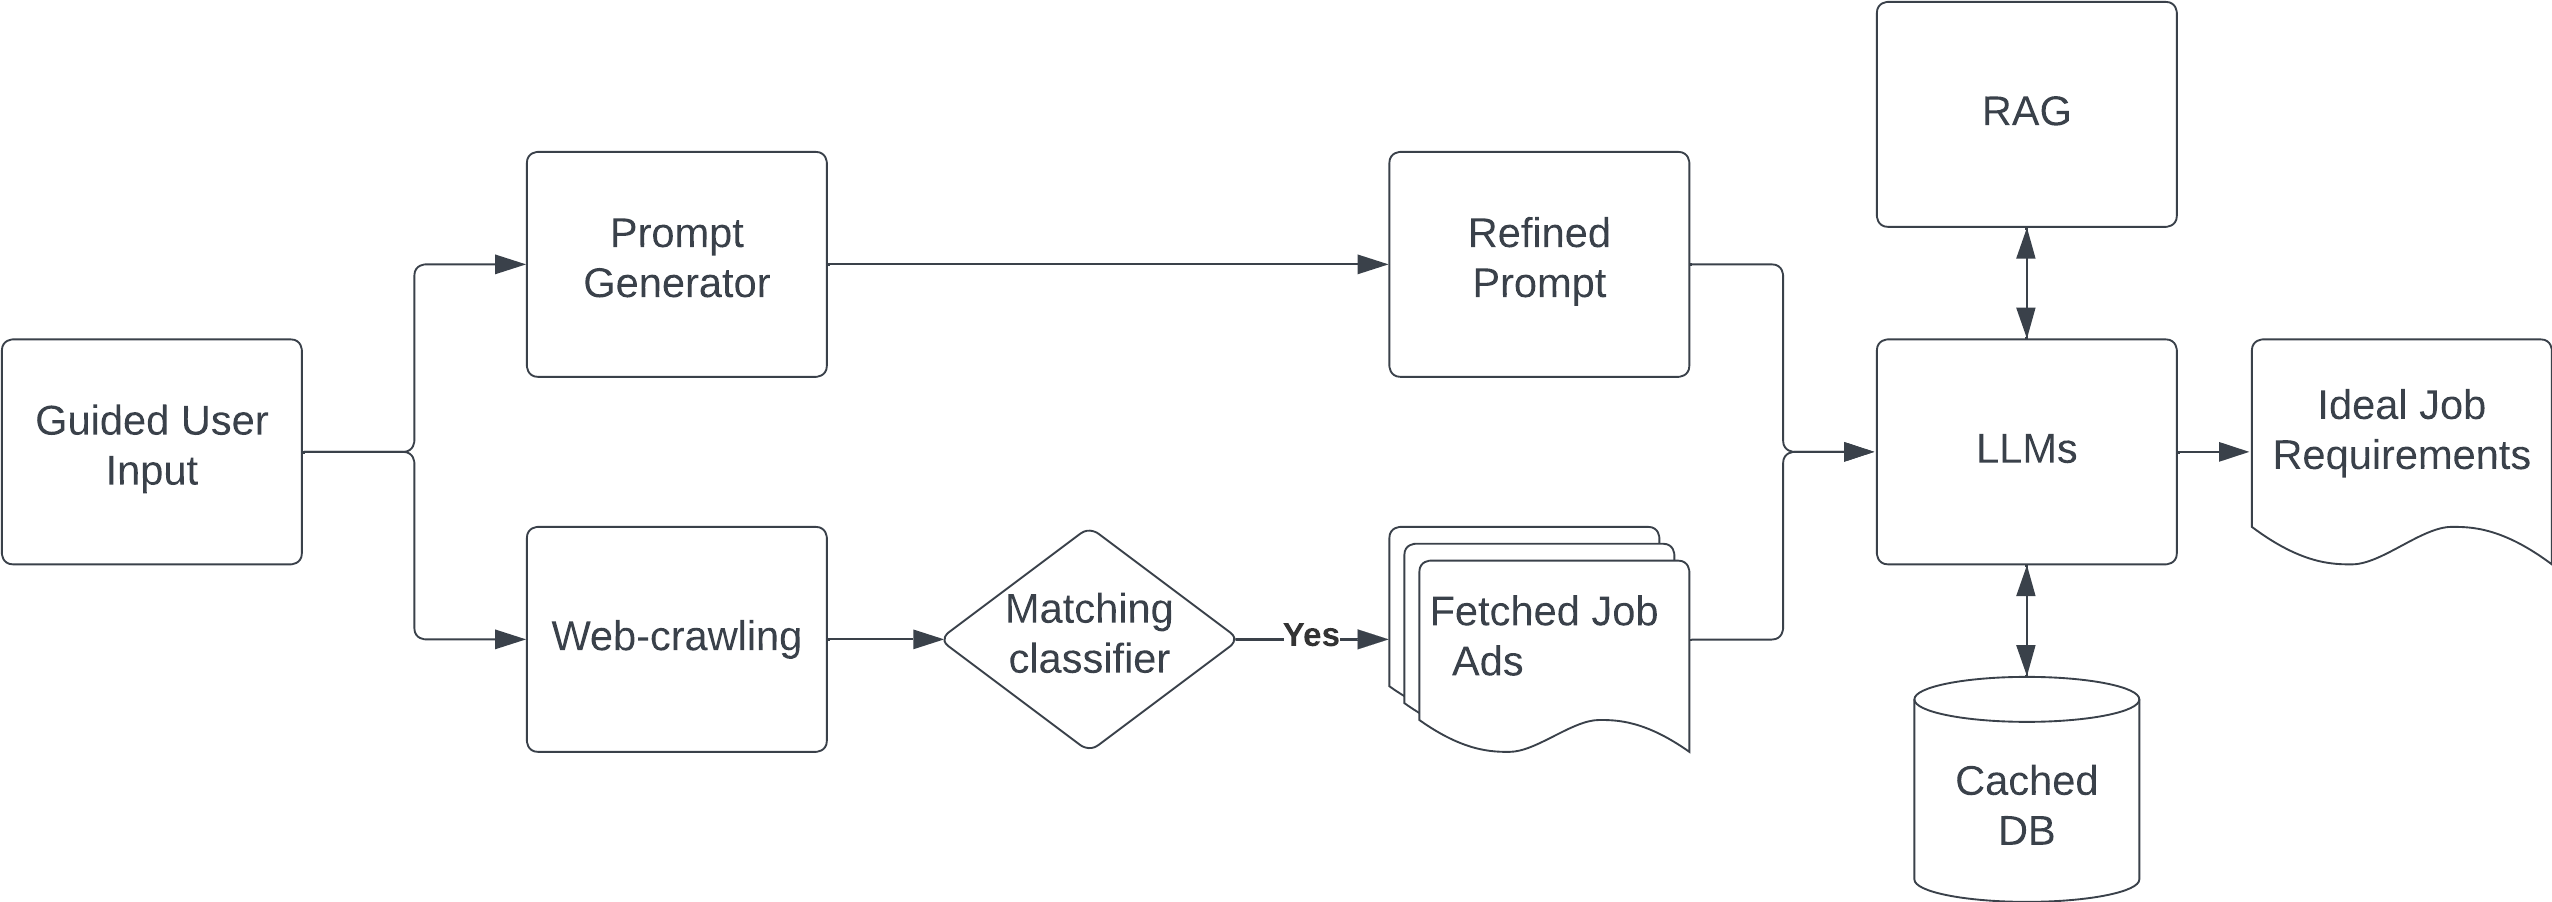 RAG
Prompt
Generator
Refined
Prompt
Guided User
Input
LLMs
Ideal Job
Requirements
Web-crawling
Matching
classifier
Yes
Fetched Job
Ads
Cached
DB